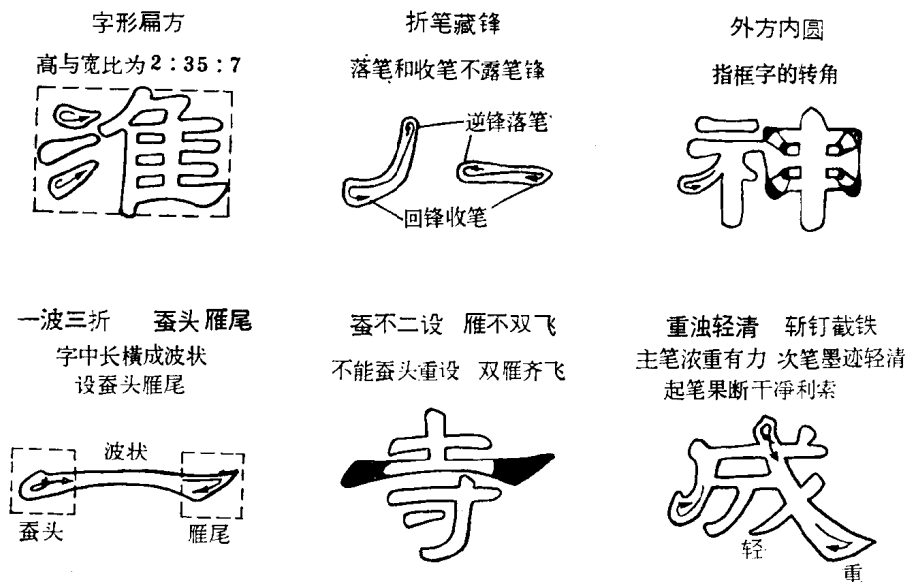 字形扁方
高与宽比为2:35:7
准
折笔藏锋
落笔和收笔不露笔锋
逆锋落笔
回锋收笔
外方内圆
指框字的转角
神
一波三折 蚕头雁尾
字中长横成波状
设蚕头雁尾
波状
蚕头
雁尾
蚕不二设 雁不双飞
不能蚕头重设 双雁齐飞
寺
重浊轻清 斩钉截铁
主笔浓重有力 次笔墨迹轻清
起笔果断干净利索
成
轻
重